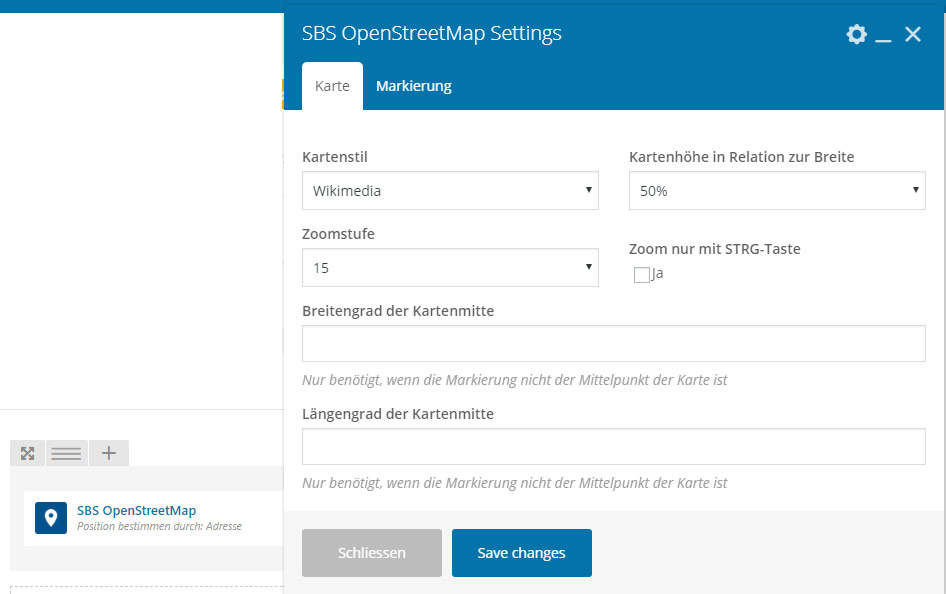 SBS OpenStreetMap Settings
Karte
Markierung
Kartenstil
Kartenhöhe in Relation zur Breite
Wikimedia
50%
Zoomstufe
Zoom nur mit STRG-Taste
15
Ja
Breitengrad der Kartenmitte
Nur benötigt, wenn die Markierung nicht der Mittelpunkt der Karte ist
Längengrad der Kartenmitte
Nur benötigt, wenn die Markierung nicht der Mittelpunkt der Karte ist
SBS OpenStreetMap
Position bestimmen durch: Adresse
Schliessen
Save changes